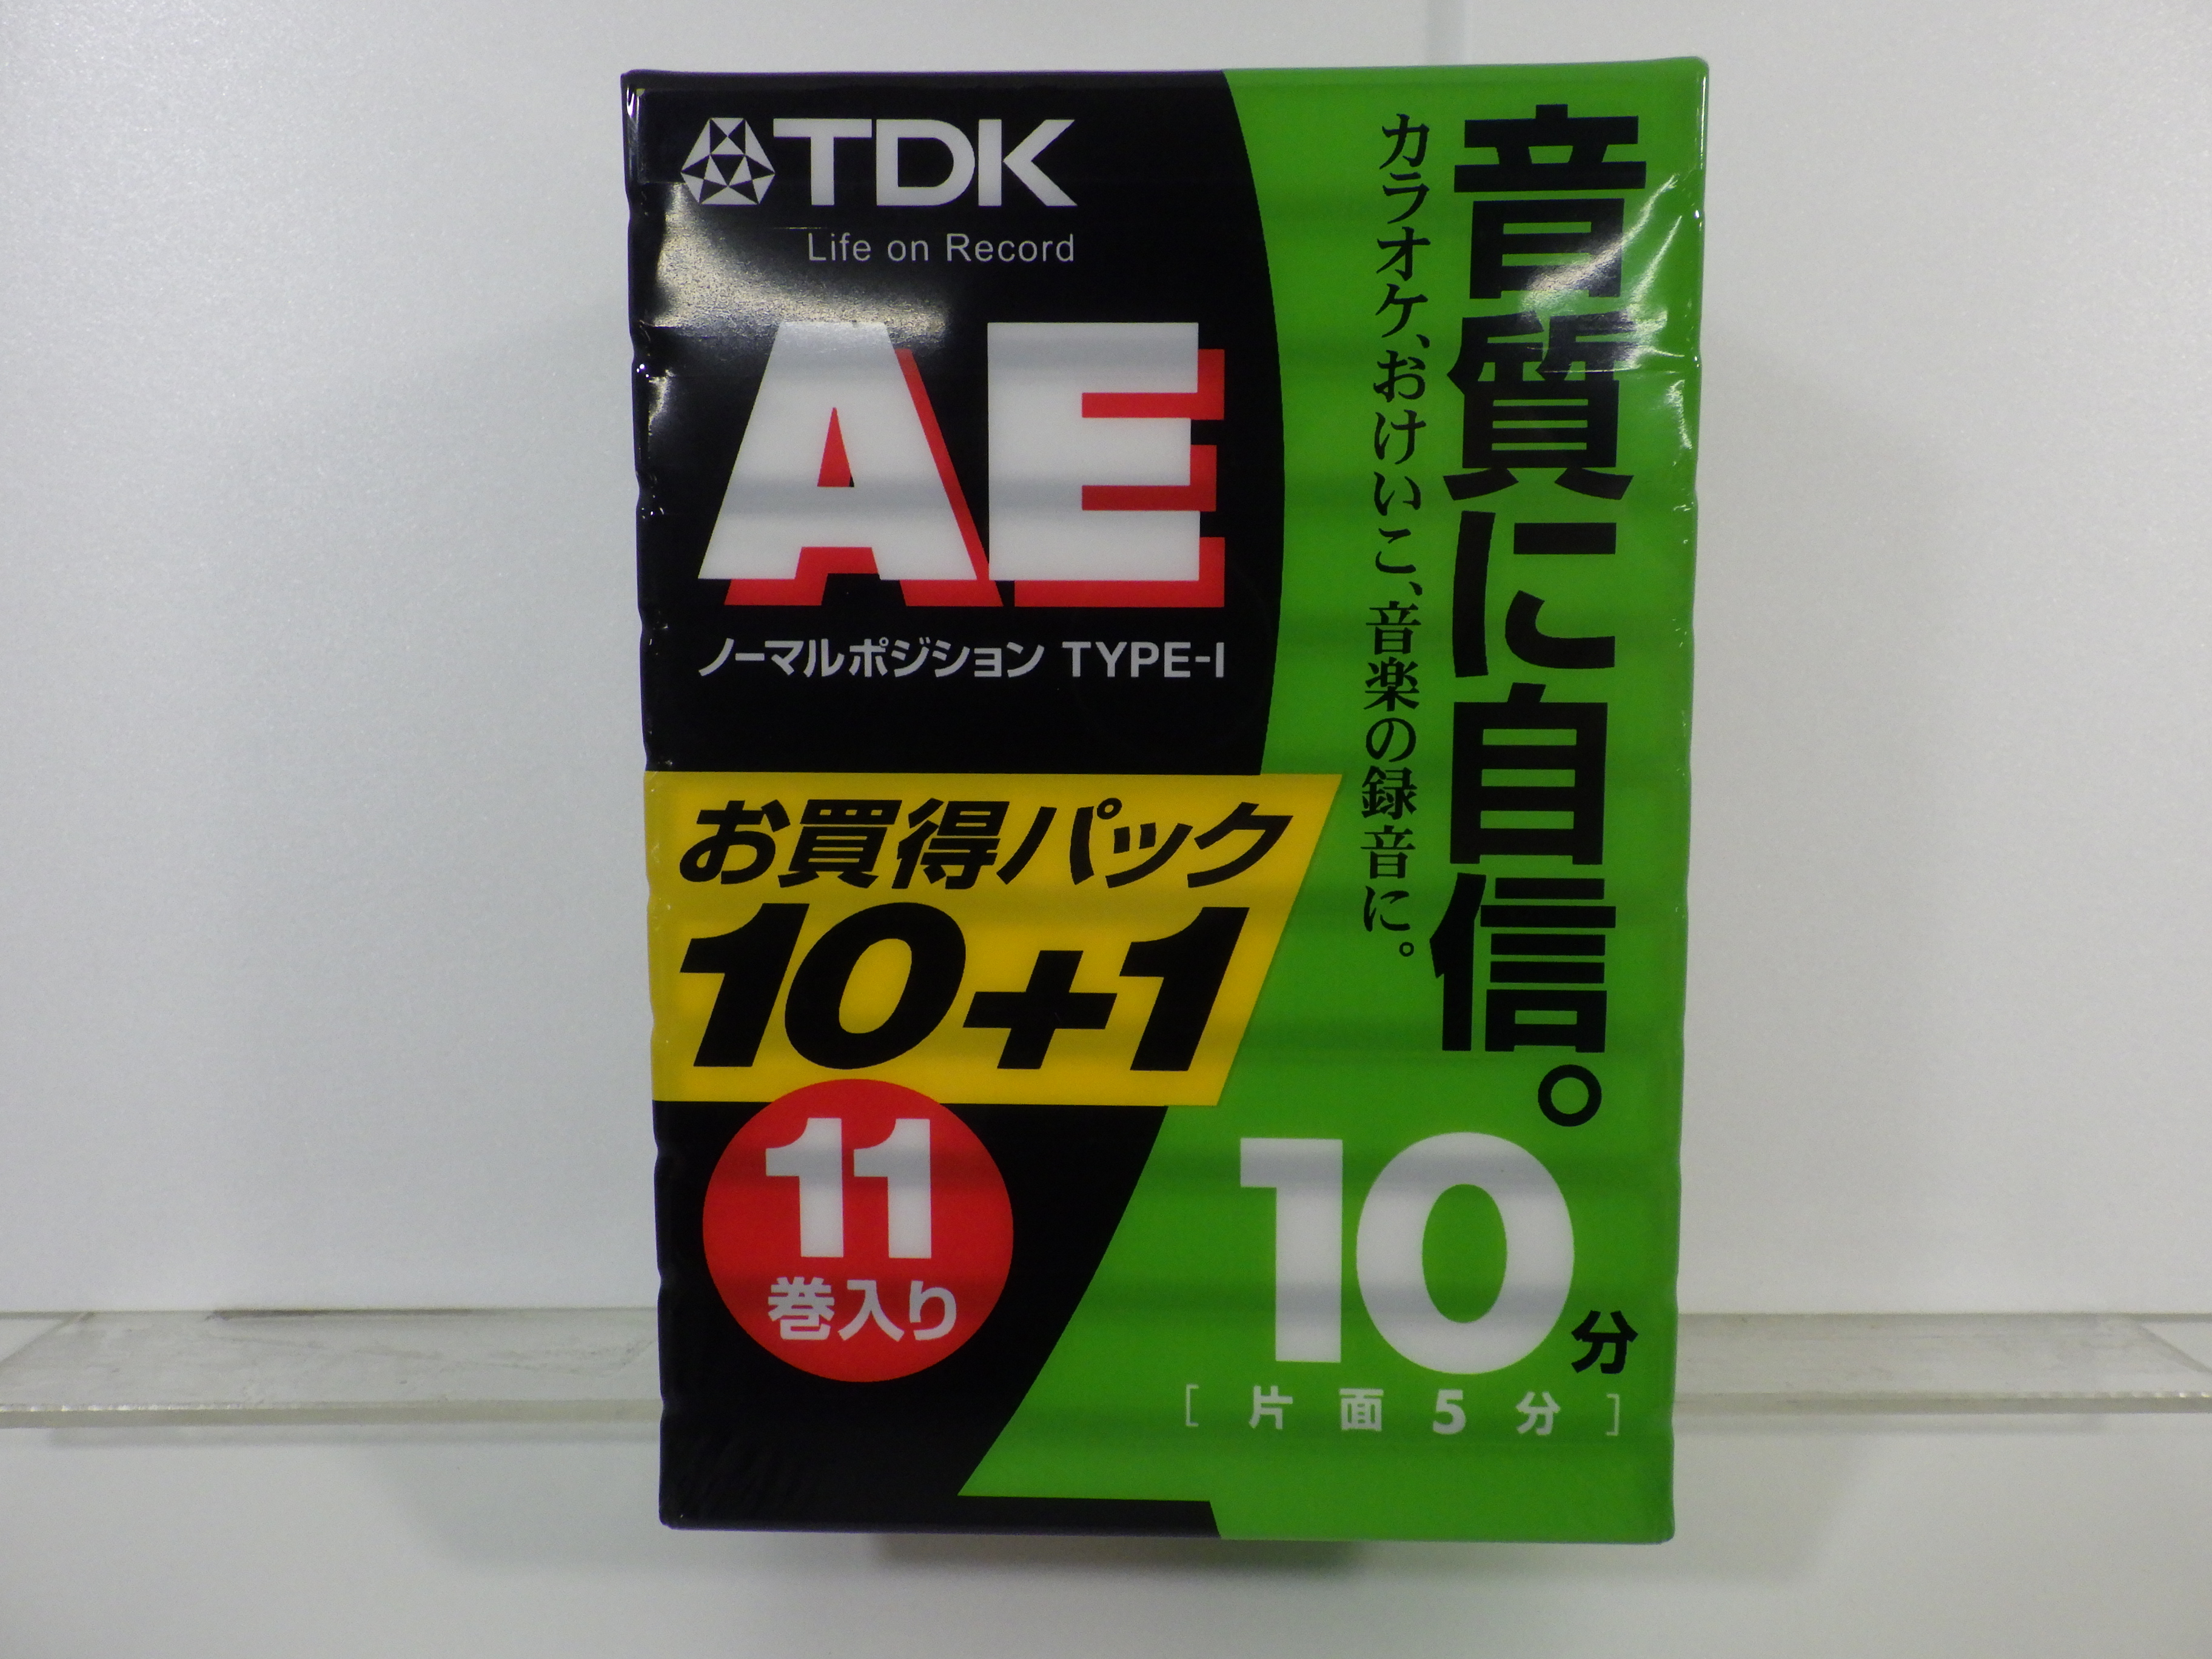 TDK
Life on Record
AE
ノーマルポジション TYPE-I
お買得パック
10+1
11
巻入り
音質に自信。
カラオケ、おけいこ、音楽の録音に。
10分
[片面5分]